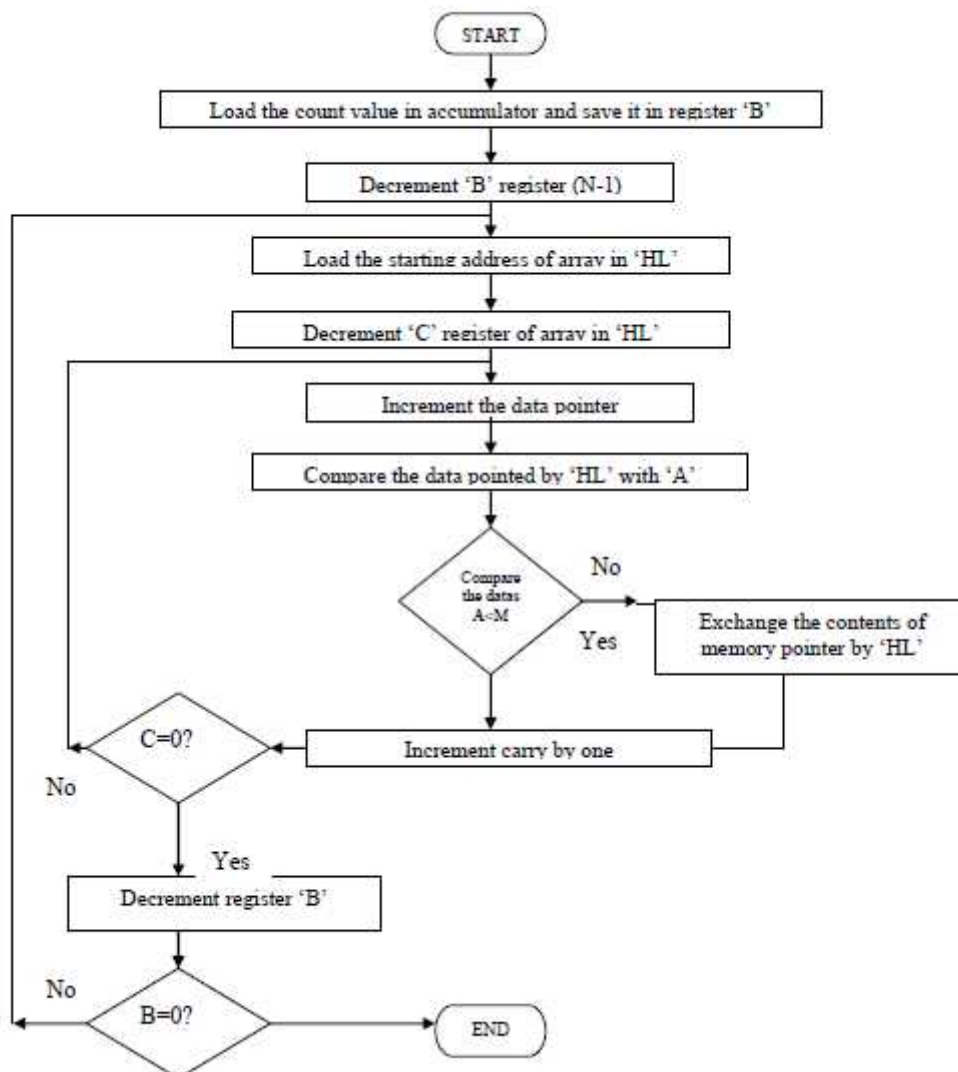 START
Load the count value in accumulator and save it in register ‘B’
Decrement ‘B’ register (N-1)
Load the starting address of array in ‘HL’
Decrement ‘C’ register of array in ‘HL’
Increment the data pointer
Compare the data pointed by ‘HL’ with ‘A’
Compare
the datas
A<M
No
Yes
Exchange the contents of
memory pointer by ‘HL’
Increment carry by one
C=0?
No
Yes
Decrement register ‘B’
B=0?
No
END